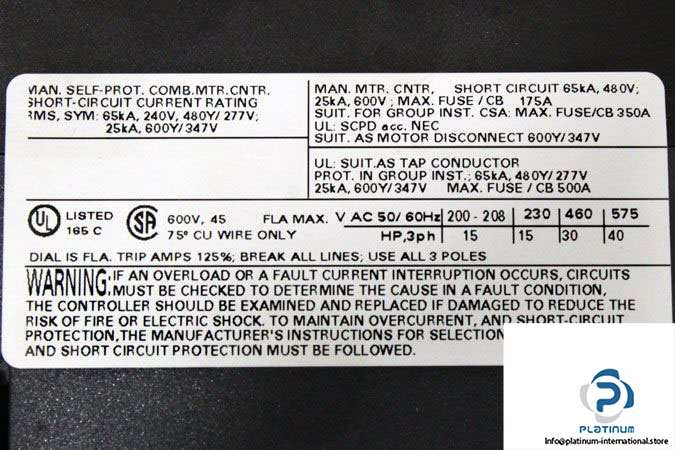 MAN. SELF-PROT. COMB.MTR.CNTR.
SHORT-CIRCUIT CURRENT RATING
RMS, SYM: 65kA, 240V, 480Y/ 277V;
25kA, 600Y/347V
MAN. MTR. CNTR, SHORT CIRCUIT 65kA, 480V;
25kA, 600V; MAX. FUSE / CB 175A
SUIT. FOR GROUP INST. CSA: MAX. FUSE/CB 350A
UL: SCPD acc. NEC
SUIT. AS MOTOR DISCONNECT 600Y/ 347V
UL: SUIT.AS TAP CONDUCTOR
PROT. IN GROUP INST.; 65kA, 480Y/ 277V
25kA, 600Y/347V MAX. FUSE / CB 500A
UL LISTED 165 C
SA
600V, 45 FLA MAX.
75° CU WIRE ONLY
V AC 50/ 60Hz 200 - 208 230 460 575
HP,3ph 15 15 30 40
DIAL IS FLA. TRIP AMPS 125%; BREAK ALL LINES; USE ALL 3 POLES
WARNING: IF AN OVERLOAD OR A FAULT CURRENT INTERRUPTION OCCURS, CIRCUITS
MUST BE CHECKED TO DETERMINE THE CAUSE IN A FAULT CONDITION,
THE CONTROLLER SHOULD BE EXAMINED AND REPLACED IF DAMAGED TO REDUCE THE
RISK OF FIRE OR ELECTRIC SHOCK. TO MAINTAIN OVERCURRENT, AND SHORT-CIRCUIT
PROTECTION,THE MANUFACTURER'S INSTRUCTIONS FOR SELECTION
AND SHORT CIRCUIT PROTECTION MUST BE FOLLOWED.
PLATINUM
Info@platinum-international.store